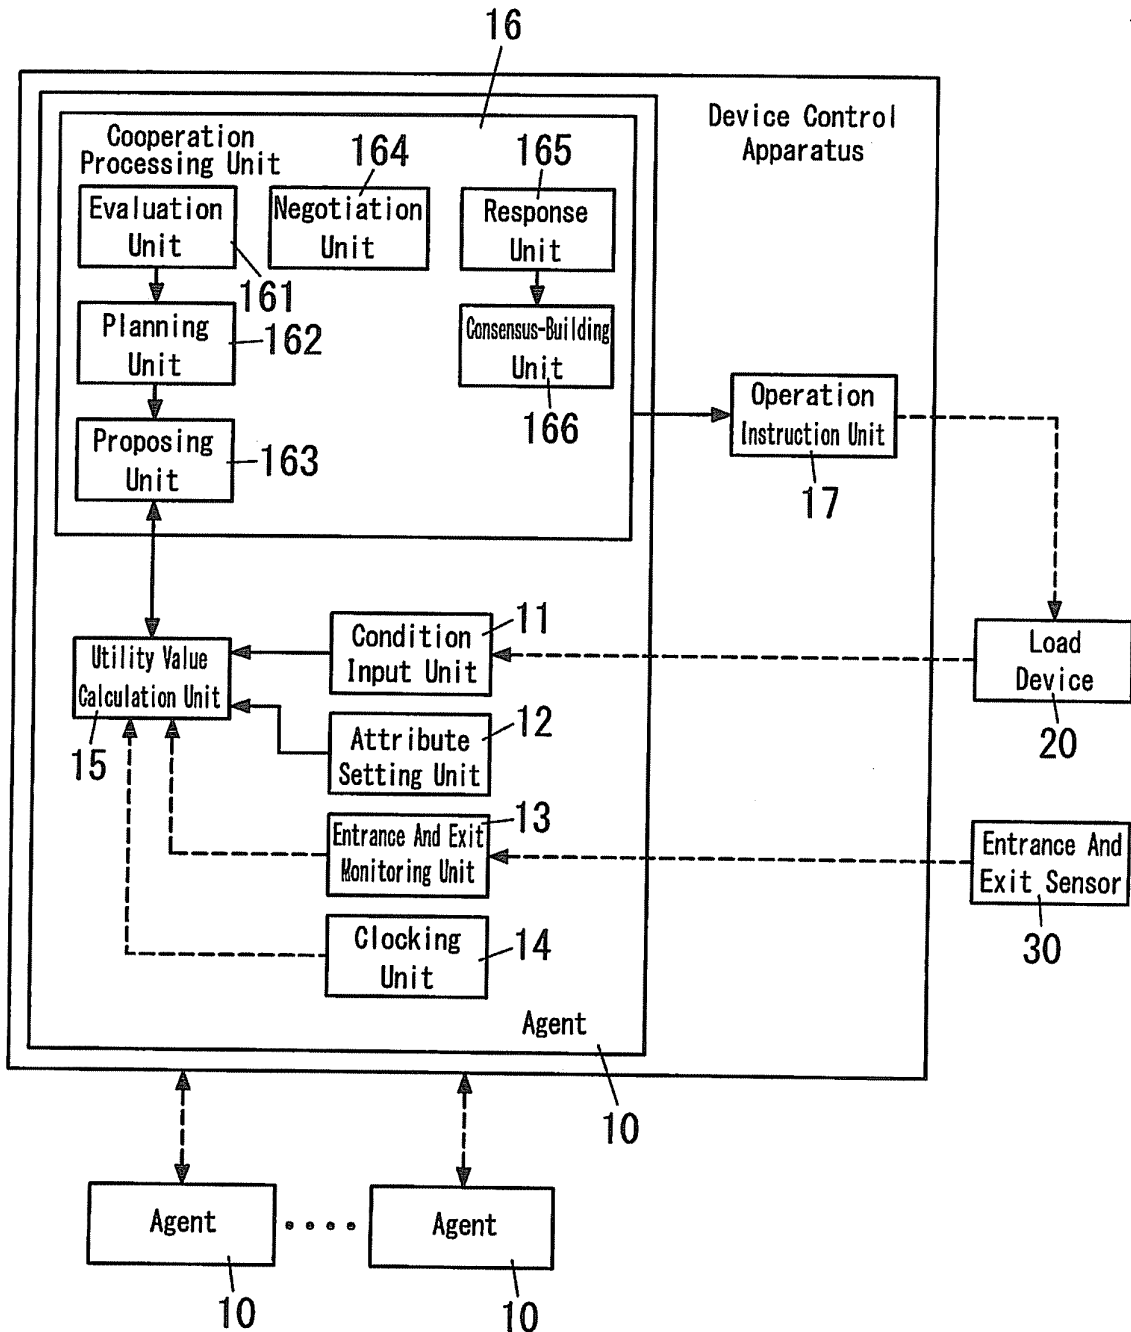 16
Device Control
Apparatus
Cooperation
Processing Unit
164
165
Evaluation
Unit
Negotiation
Unit
Response
Unit
161
Planning
Unit
162
Consensus-Building
Unit
166
Operation
Instruction Unit
17
Proposing
Unit
163
11
Condition
Input Unit
Utility Value
Calculation Unit
15
Load
Device
20
12
Attribute
Setting Unit
13
Entrance And Exit
Monitoring Unit
Entrance And
Exit Sensor
30
Clocking
Unit
14
Agent
10
Agent
Agent
10
10